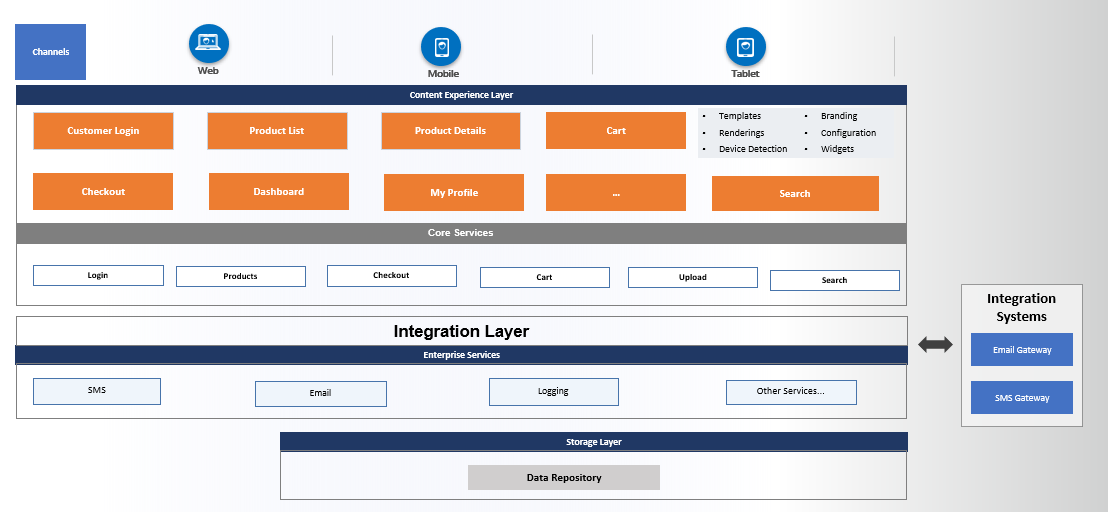 Channels
Web
Mobile
Tablet
Content Experience Layer
Customer Login
Product List
Product Details
Cart
• Templates
• Renderings
• Device Detection
• Branding
• Configuration
• Widgets
Checkout
Dashboard
My Profile
...
Search
Core Services
Login
Products
Checkout
Cart
Upload
Search
Integration Layer
Enterprise Services
SMS
Email
Logging
Other Services...
Integration
Systems
Email Gateway
SMS Gateway
Storage Layer
Data Repository